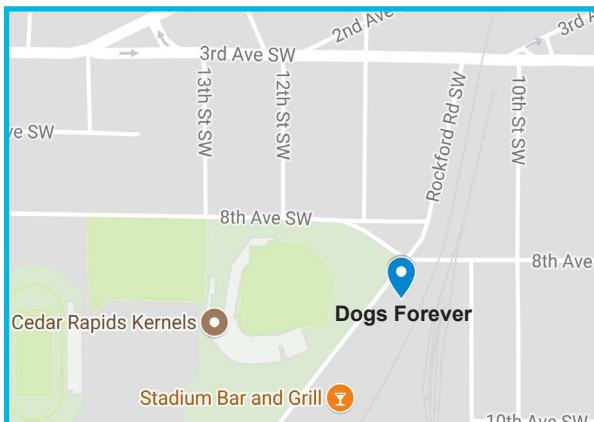 2nd Ave
3rd A
3rd Ave SW
13th St SW
12th St SW
Rockford Rd SW
10th St SW
ve SW
8th Ave SW
8th Ave
Dogs Forever
Cedar Rapids Kernels
Stadium Bar and Grill
10th Ave SW